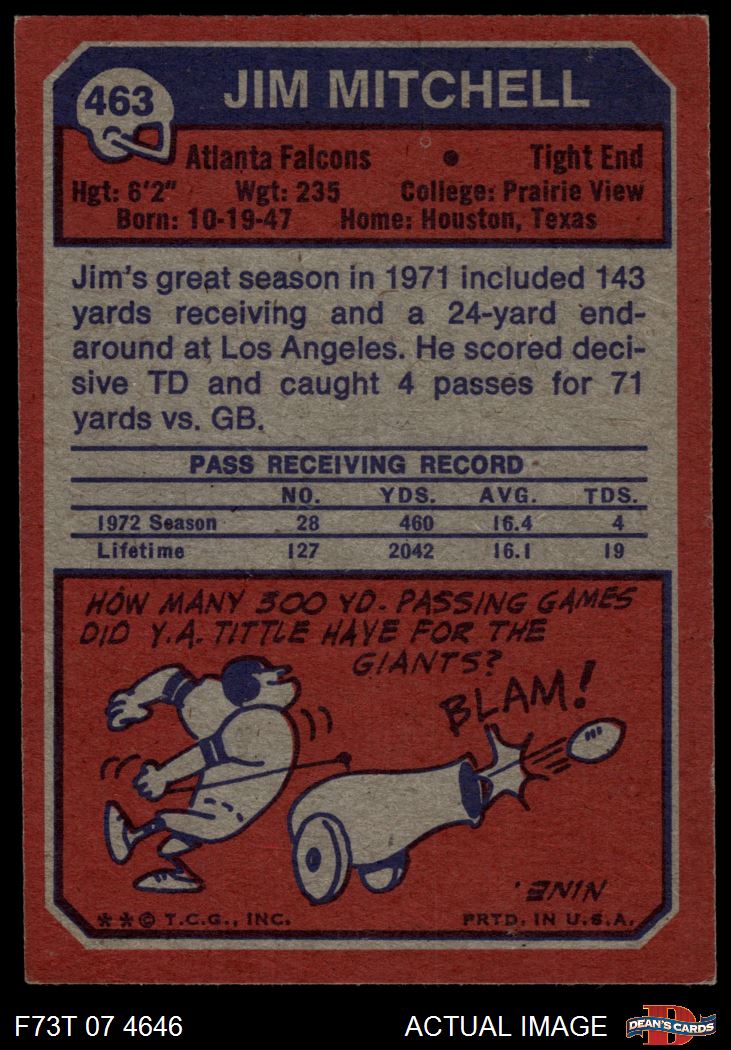 463
JIM MITCHELL
Atlanta Falcons • Tight End
Hgt: 6'2" Wgt: 235 College: Prairie View
Born: 10-19-47 Home: Houston, Texas
Jim's great season in 1971 included 143
yards receiving and a 24-yard end-
around at Los Angeles. He scored deci-
sive TD and caught 4 passes for 71
yards vs. GB.
PASS RECEIVING RECORD
NO. YDS. AVG. TDS.
1972 Season 28 460 16.4 4
Lifetime 127 2042 16.1 19
HOW MANY 300 YD. PASSING GAMES
DID Y.A. TITTLE HAVE FOR THE
GIANTS?
BLAM!
NINE.
**© T.C.G., INC. PRTD. IN U.S.A.
F73T 07 4646 ACTUAL IMAGE
D
DEAN'S CARDS